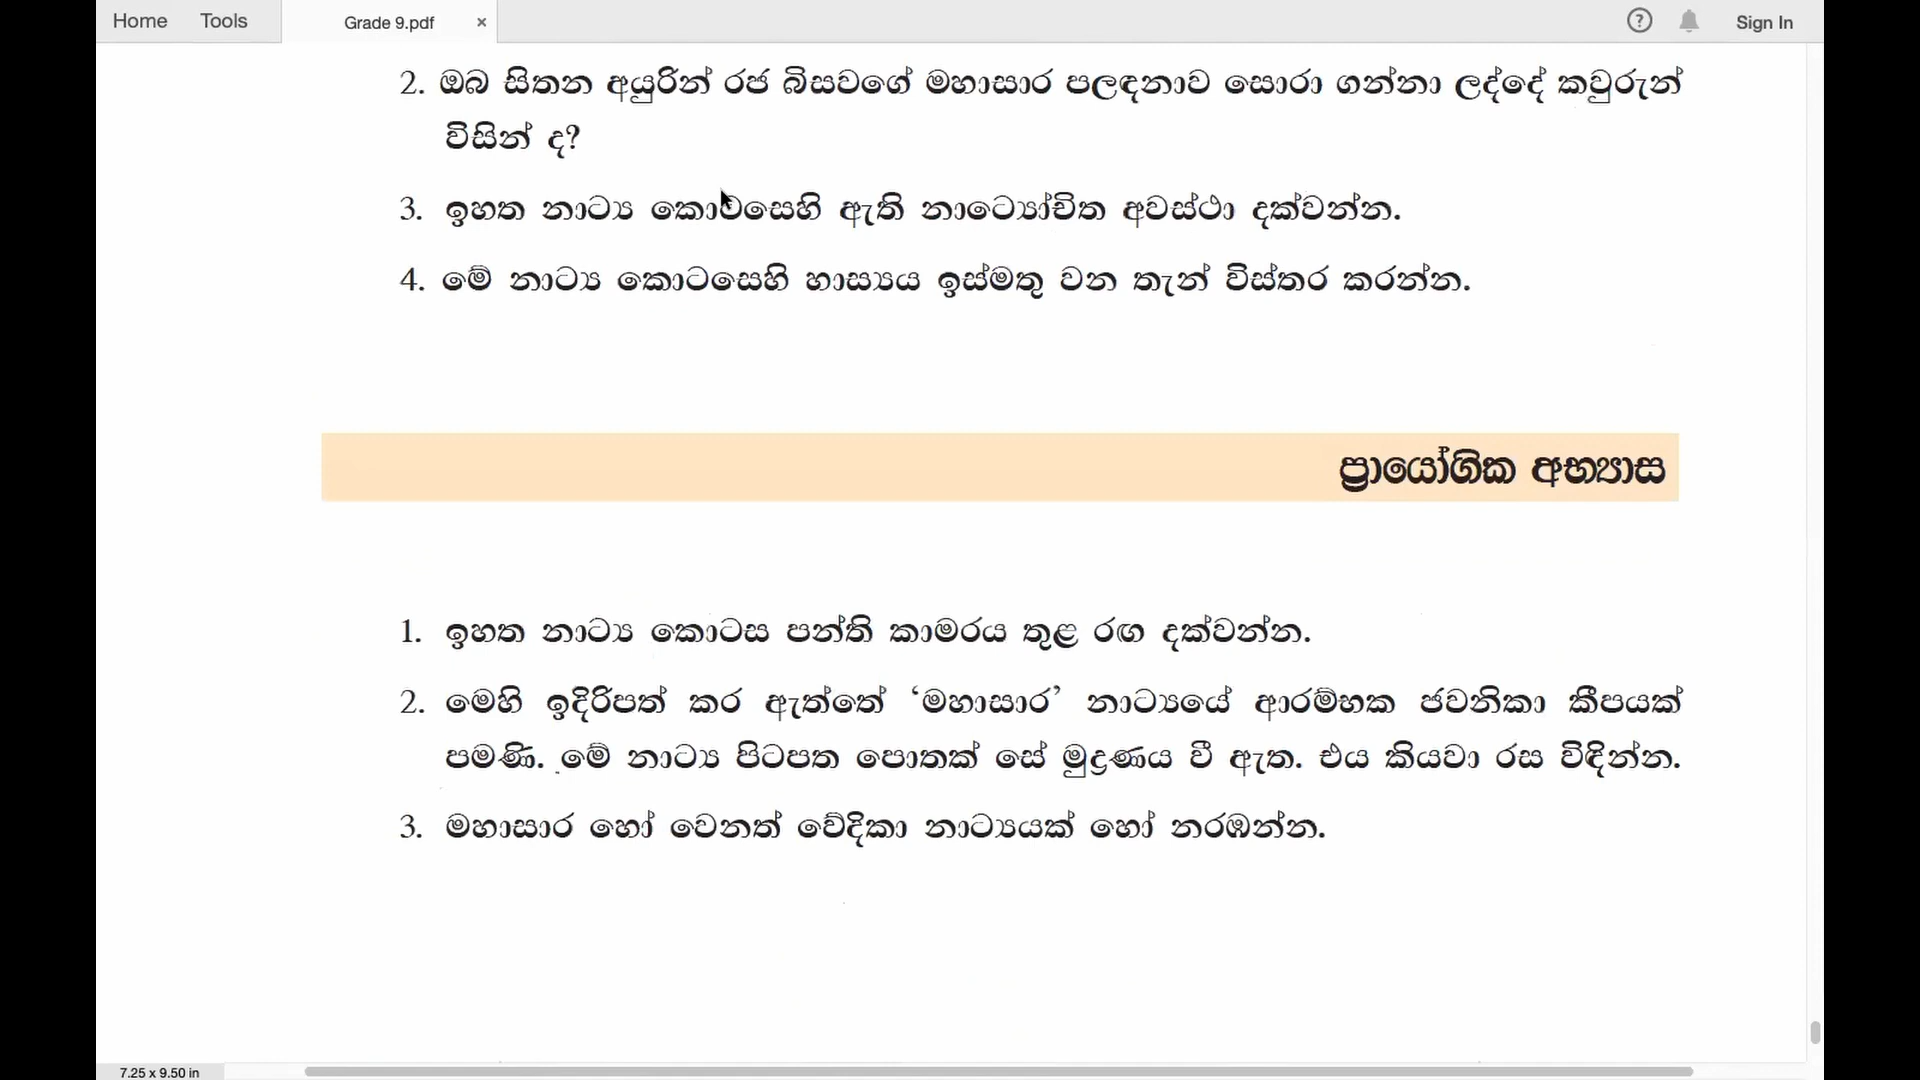 Home Tools Grade 9.pdf × ? Sign In
2. ඔබ සිතන අයුරින් රජ බිසවගේ මහාසාර පලඳනාව සොරා ගන්නා ලද්දේ කවුරුන්
විසින් ද?
3. ඉහත නාට්‍ය කොටසෙහි ඇති නාට්‍යෝචිත අවස්ථා දක්වන්න.
4. මේ නාට්‍ය කොටසෙහි හාස්‍යය ඉස්මතු වන තැන් විස්තර කරන්න.
ප්‍රායෝගික අභ්‍යාස
1. ඉහත නාට්‍ය කොටස පන්ති කාමරය තුළ රඟ දක්වන්න.
2. මෙහි ඉදිරිපත් කර ඇත්තේ ‘මහාසාර’ නාට්‍යයේ ආරම්භක ජවනිකා කීපයක්
පමණි. මේ නාට්‍ය පිටපත පොතක් සේ මුද්‍රණය වී ඇත. එය කියවා රස විඳින්න.
3. මහාසාර හෝ වෙනත් වේදිකා නාට්‍යයක් හෝ නරඹන්න.
7.25 x 9.50 in